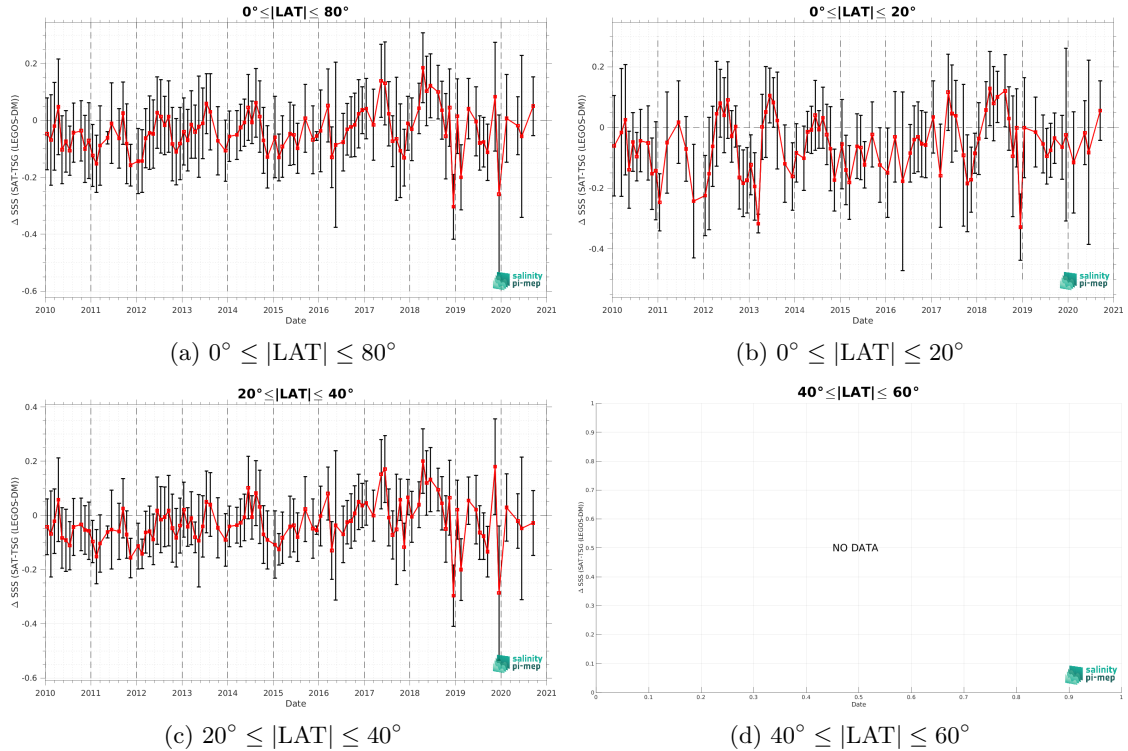 0°≤|LAT|≤ 80°
Δ SSS (SAT-TSG (LEGOS-DM))
0.2
0
-0.2
-0.4
-0.6
2010 2011 2012 2013 2014 2015 2016 2017 2018 2019 2020 2021
Date
salinity
pi-mep
(a) 0° ≤ |LAT| ≤ 80°
0°≤|LAT|≤ 20°
Δ SSS (SAT-TSG (LEGOS-DM))
0.2
0
-0.2
-0.4
2010 2011 2012 2013 2014 2015 2016 2017 2018 2019 2020 2021
Date
salinity
pi-mep
(b) 0° ≤ |LAT| ≤ 20°
20°≤|LAT|≤ 40°
Δ SSS (SAT-TSG (LEGOS-DM))
0.4
0.2
0
-0.2
-0.4
-0.6
2010 2011 2012 2013 2014 2015 2016 2017 2018 2019 2020 2021
Date
salinity
pi-mep
(c) 20° ≤ |LAT| ≤ 40°
40°≤|LAT|≤ 60°
Δ SSS (SAT-TSG (LEGOS-DM))
1
0.9
0.8
0.7
0.6
0.5
0.4
0.3
0.2
0.1
0
NO DATA
0 0.1 0.2 0.3 0.4 0.5 0.6 0.7 0.8 0.9 1
Date
salinity
pi-mep
(d) 40° ≤ |LAT| ≤ 60°